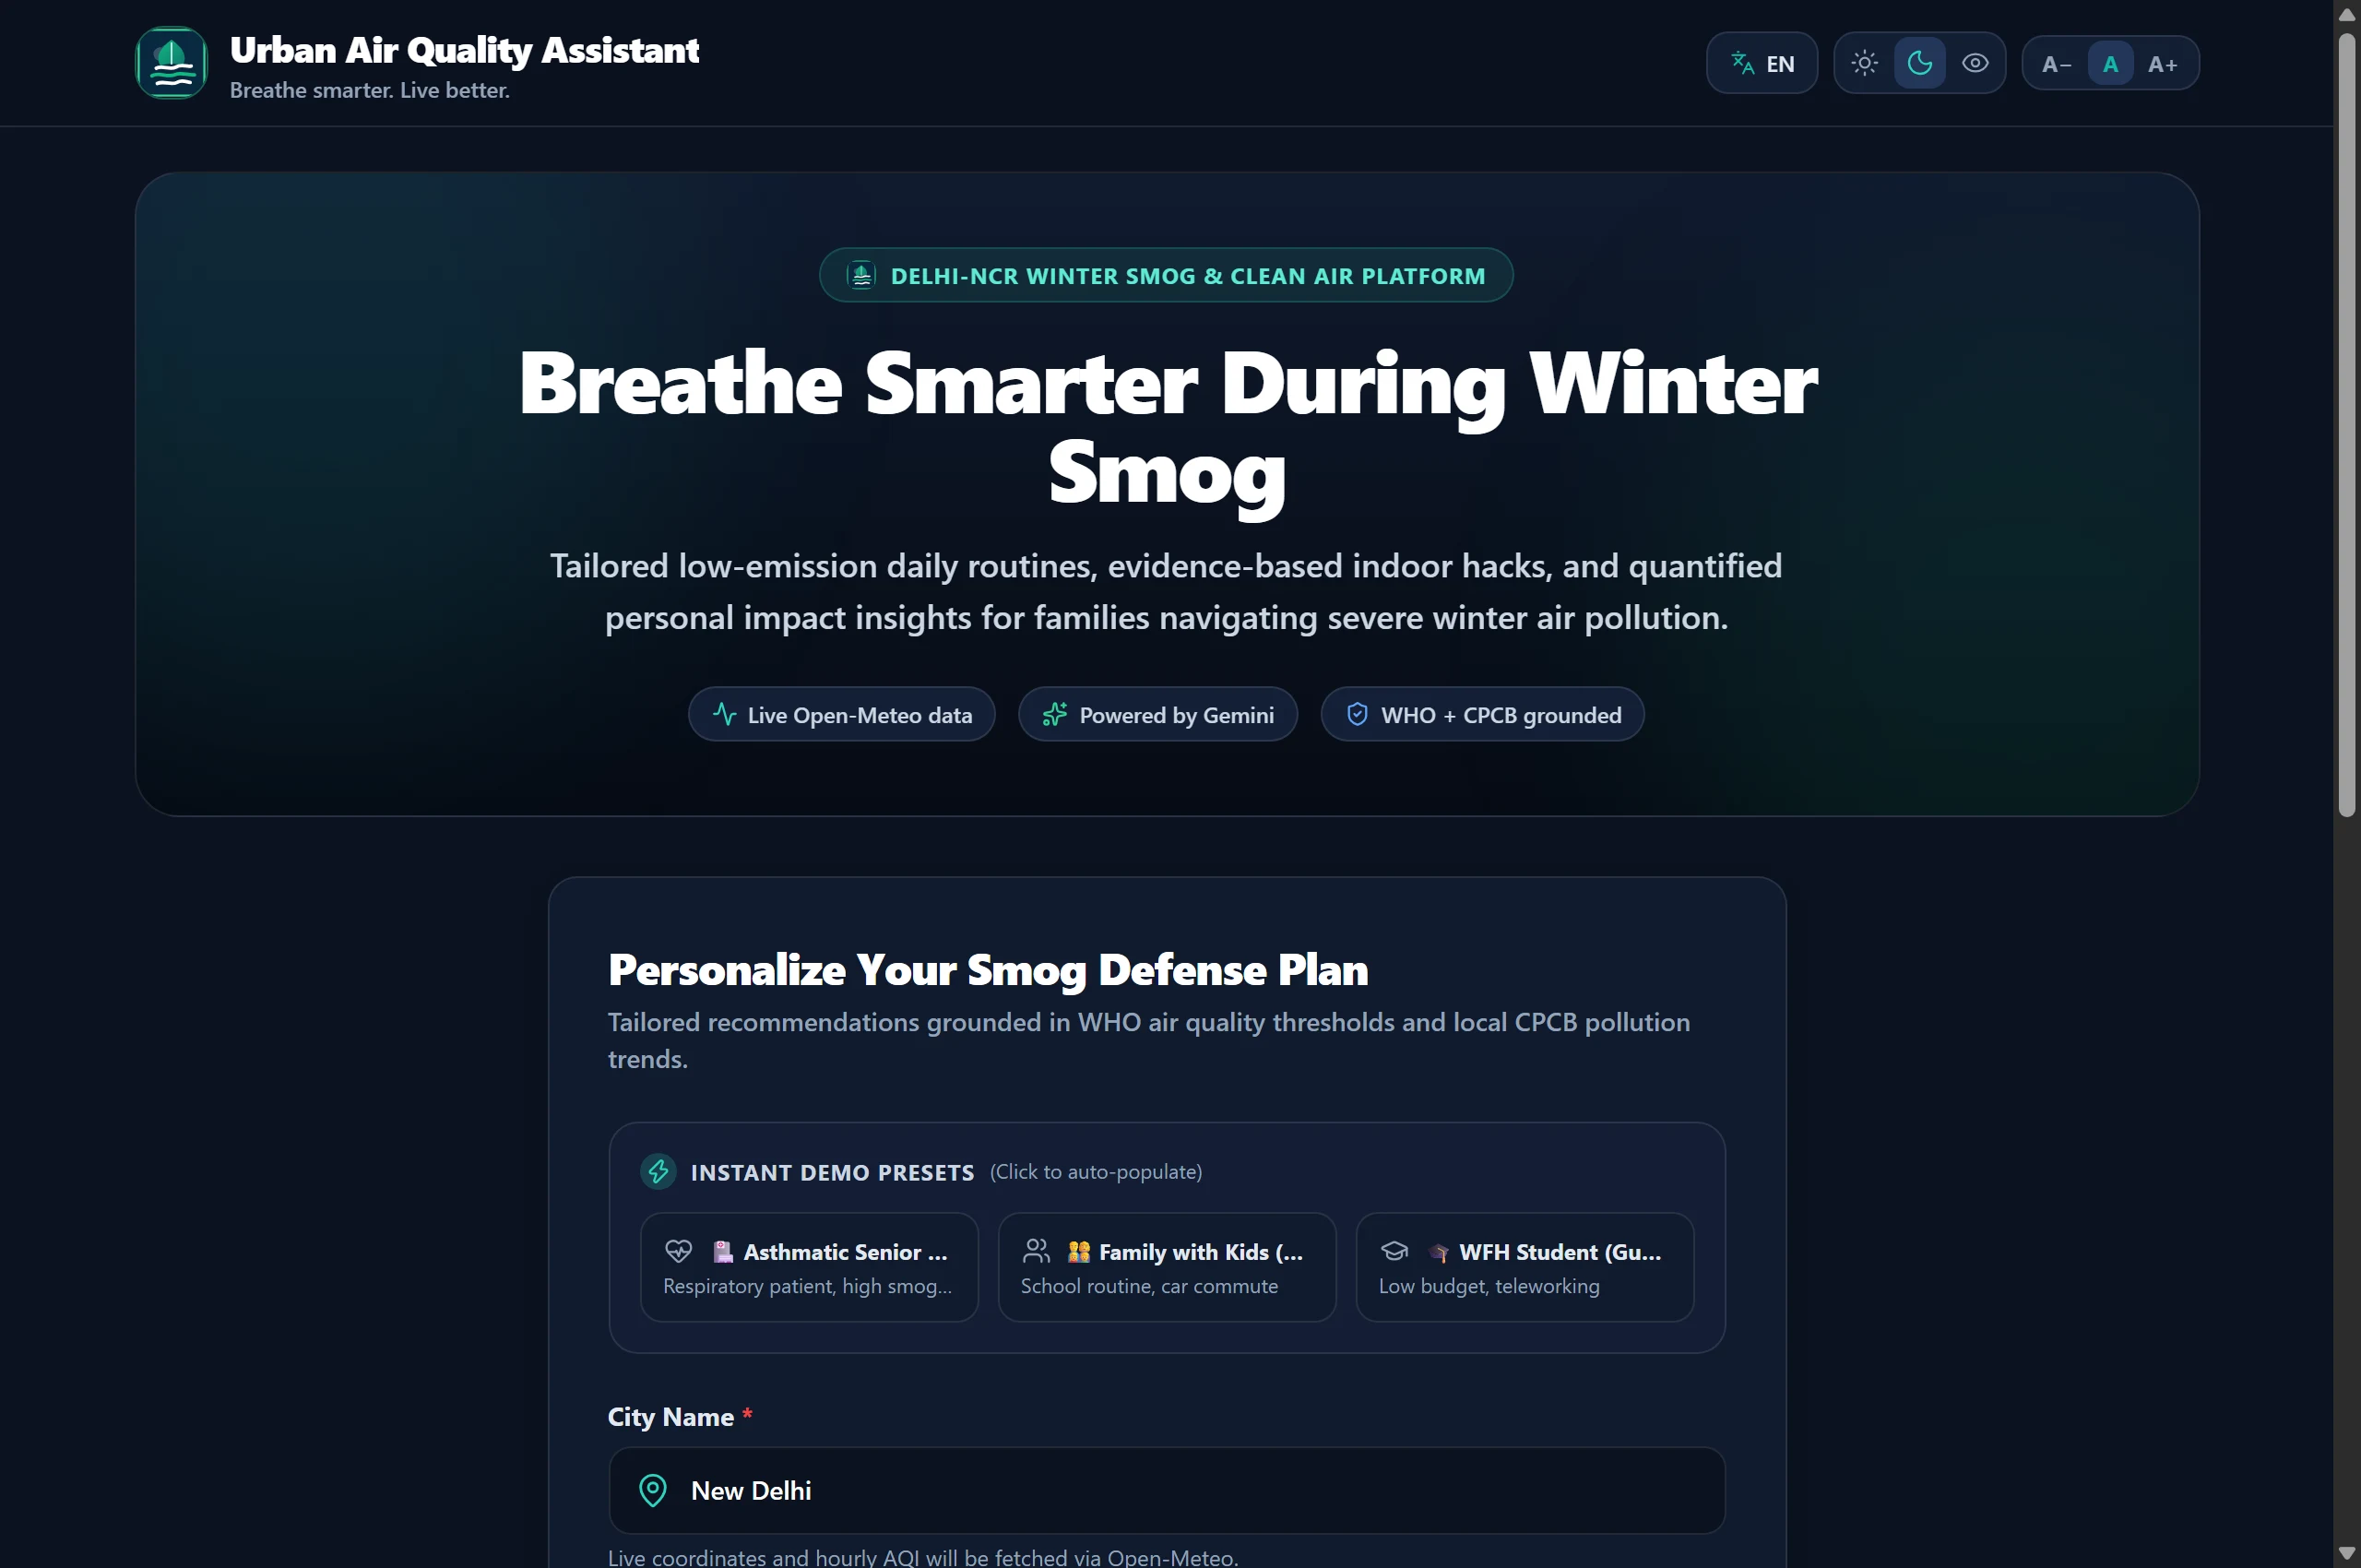 Urban Air Quality Assistant
Breathe smarter. Live better.
EN
A− A A+
DELHI-NCR WINTER SMOG & CLEAN AIR PLATFORM
Breathe Smarter During Winter
Smog
Tailored low-emission daily routines, evidence-based indoor hacks, and quantified
personal impact insights for families navigating severe winter air pollution.
Live Open-Meteo data
Powered by Gemini
WHO + CPCB grounded
Personalize Your Smog Defense Plan
Tailored recommendations grounded in WHO air quality thresholds and local CPCB pollution
trends.
INSTANT DEMO PRESETS (Click to auto-populate)
Asthmatic Senior ...
Respiratory patient, high smog...
Family with Kids (...
School routine, car commute
WFH Student (Gu...
Low budget, teleworking
City Name *
New Delhi
Live coordinates and hourly AQI will be fetched via Open-Meteo.